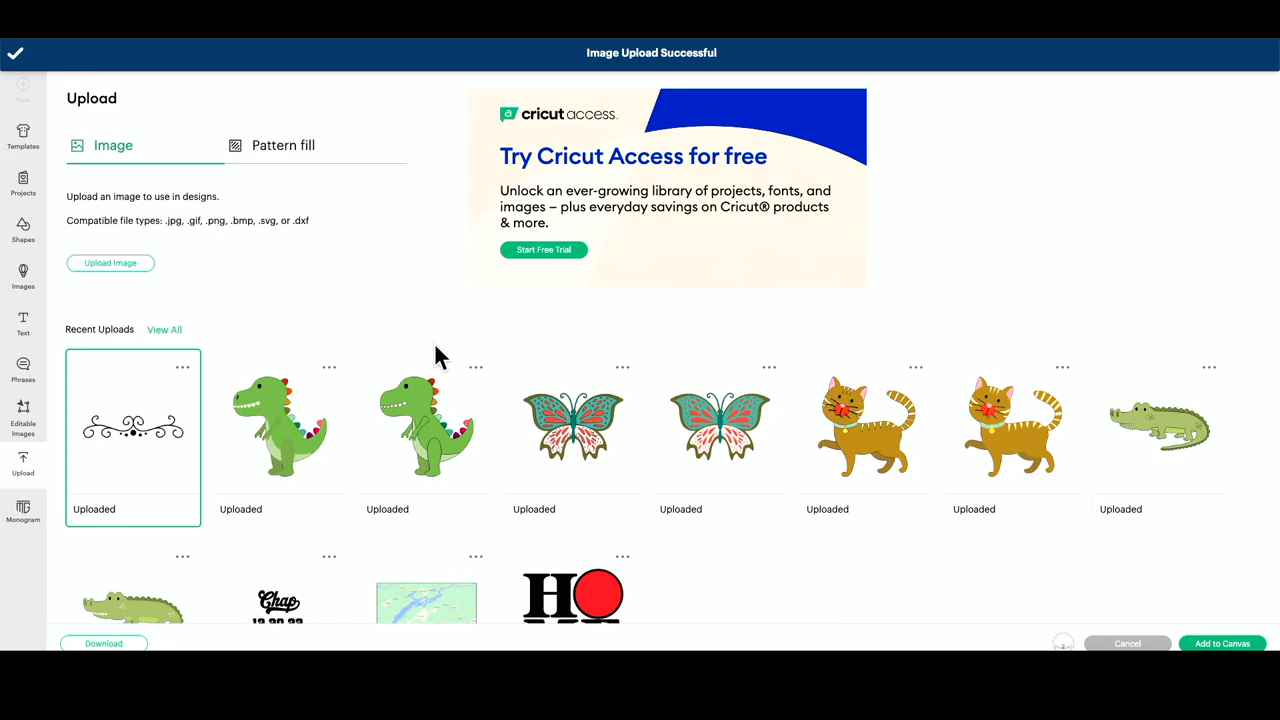 Image Upload Successful
New
Templates
Projects
Shapes
Images
Text
Phrases
Editable
Images
Upload
Monogram
Upload
Image
Pattern fill
Upload an image to use in designs.
Compatible file types: .jpg, .gif, .png, .bmp, .svg, or .dxf
Upload Image
cricut access.
Try Cricut Access for free
Unlock an ever-growing library of projects, fonts, and
images – plus everyday savings on Cricut® products
& more.
Start Free Trial
Recent Uploads View All
Uploaded
Uploaded
Uploaded
Uploaded
Uploaded
Uploaded
Uploaded
Uploaded
Chap
HO
Download
Cancel
Add to Canvas